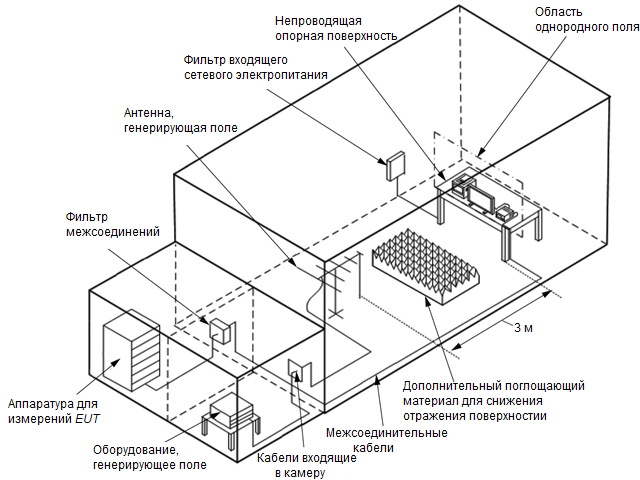 Непроводящая
опорная поверхность
Область
однородного поля
Фильтр входящего
сетевого электропитания
Антенна,
генерирующая поле
Фильтр
межсоединений
3 м
Аппаратура для
измерений EUT
Дополнительный поглощающий
материал для снижения
отражения поверхностии
Межсоединительные
кабели
Оборудование,
генерирующее поле
Кабели входящие
в камеру